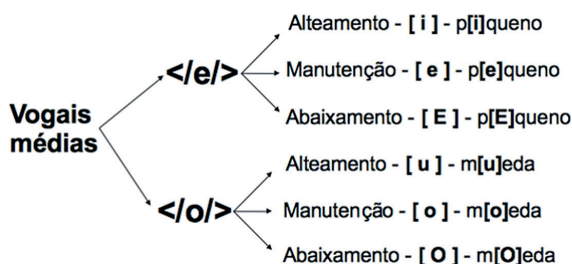 Vogais
médias
</e/>
Alteamento - [ i ] - p[i]queno
Manutenção - [ e ] - p[e]queno
Abaixamento - [ E ] - p[E]queno
</o/>
Alteamento - [ u ] - m[u]eda
Manutenção - [ o ] - m[o]eda
Abaixamento - [ O ] - m[O]eda